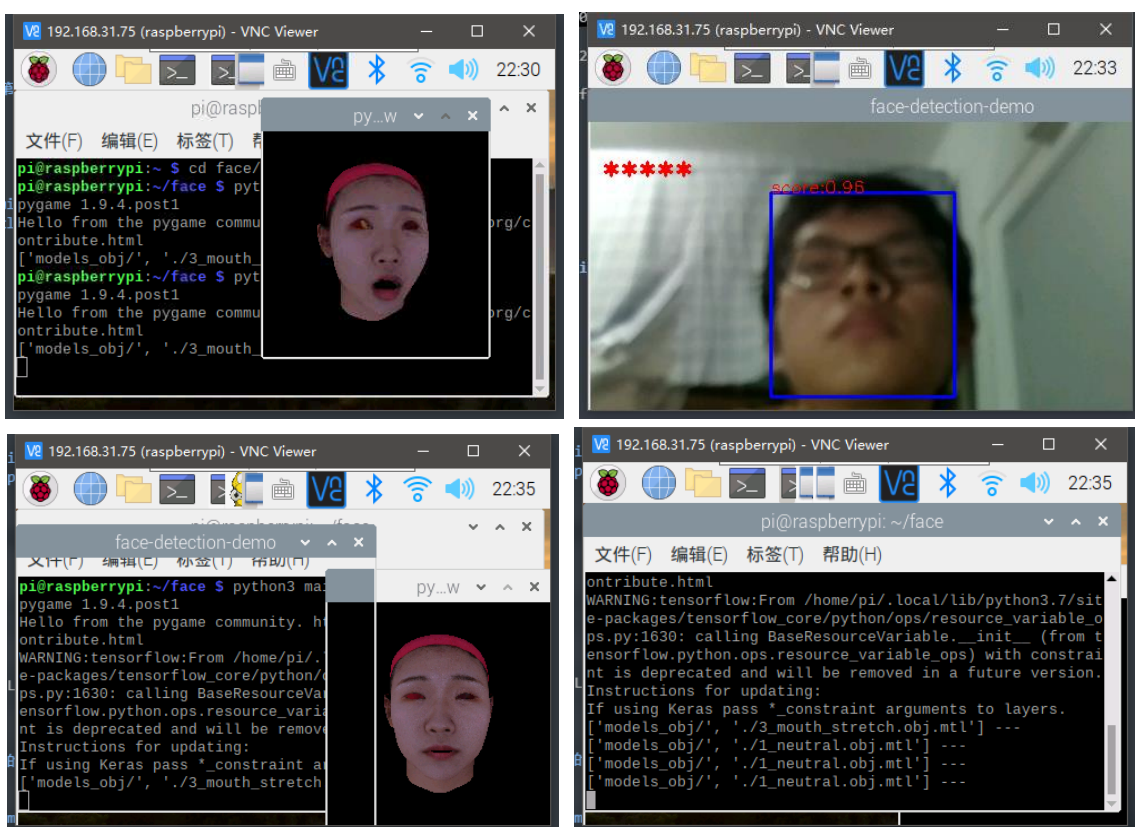 192.168.31.75 (raspberrypi) - VNC Viewer
22:30
pi@rasp
py...w
文件(F) 编辑(E) 标签(T)
pi@raspberrypi:~ $ cd face/
pi@raspberrypi:~/face $ pyt
pygame 1.9.4.post1
Hello from the pygame commu org/c
ontribute.html
['models_obj/', './3_mouth_
pi@raspberrypi:~/face $ pyt
pygame 1.9.4.post1
Hello from the pygame commu org/c
ontribute.html
['models_obj/', './3_mouth_
192.168.31.75 (raspberrypi) - VNC Viewer
22:33
face-detection-demo
*****
score:0.96
192.168.31.75 (raspberrypi) - VNC Viewer
22:35
face-detection-demo
文件(F) 编辑(E) 标签(T) 帮助(H)
py...w
pi@raspberrypi:~/face $ python3 mai
pygame 1.9.4.post1
Hello from the pygame community. ht
ontribute.html
WARNING:tensorflow:From /home/pi/.
e-packages/tensorflow_core/python/
ps.py:1630: calling BaseResourceVa
ensorflow.python.ops.resource_varia
nt is deprecated and will be remove
Instructions for updating:
If using Keras pass *_constraint a
['models_obj/', './3_mouth_stretch
192.168.31.75 (raspberrypi) - VNC Viewer
22:35
pi@raspberrypi: ~/face
文件(F) 编辑(E) 标签(T) 帮助(H)
ontribute.html
WARNING:tensorflow:From /home/pi/.local/lib/python3.7/sit
e-packages/tensorflow_core/python/ops/resource_variable_o
ps.py:1630: calling BaseResourceVariable.__init__ (from t
ensorflow.python.ops.resource_variable_ops) with constrai
nt is deprecated and will be removed in a future version.
Instructions for updating:
If using Keras pass *_constraint arguments to layers.
['models_obj/', './3_mouth_stretch.obj.mtl'] ---
['models_obj/', './1_neutral.obj.mtl'] ---
['models_obj/', './1_neutral.obj.mtl'] ---
['models_obj/', './1_neutral.obj.mtl'] ---